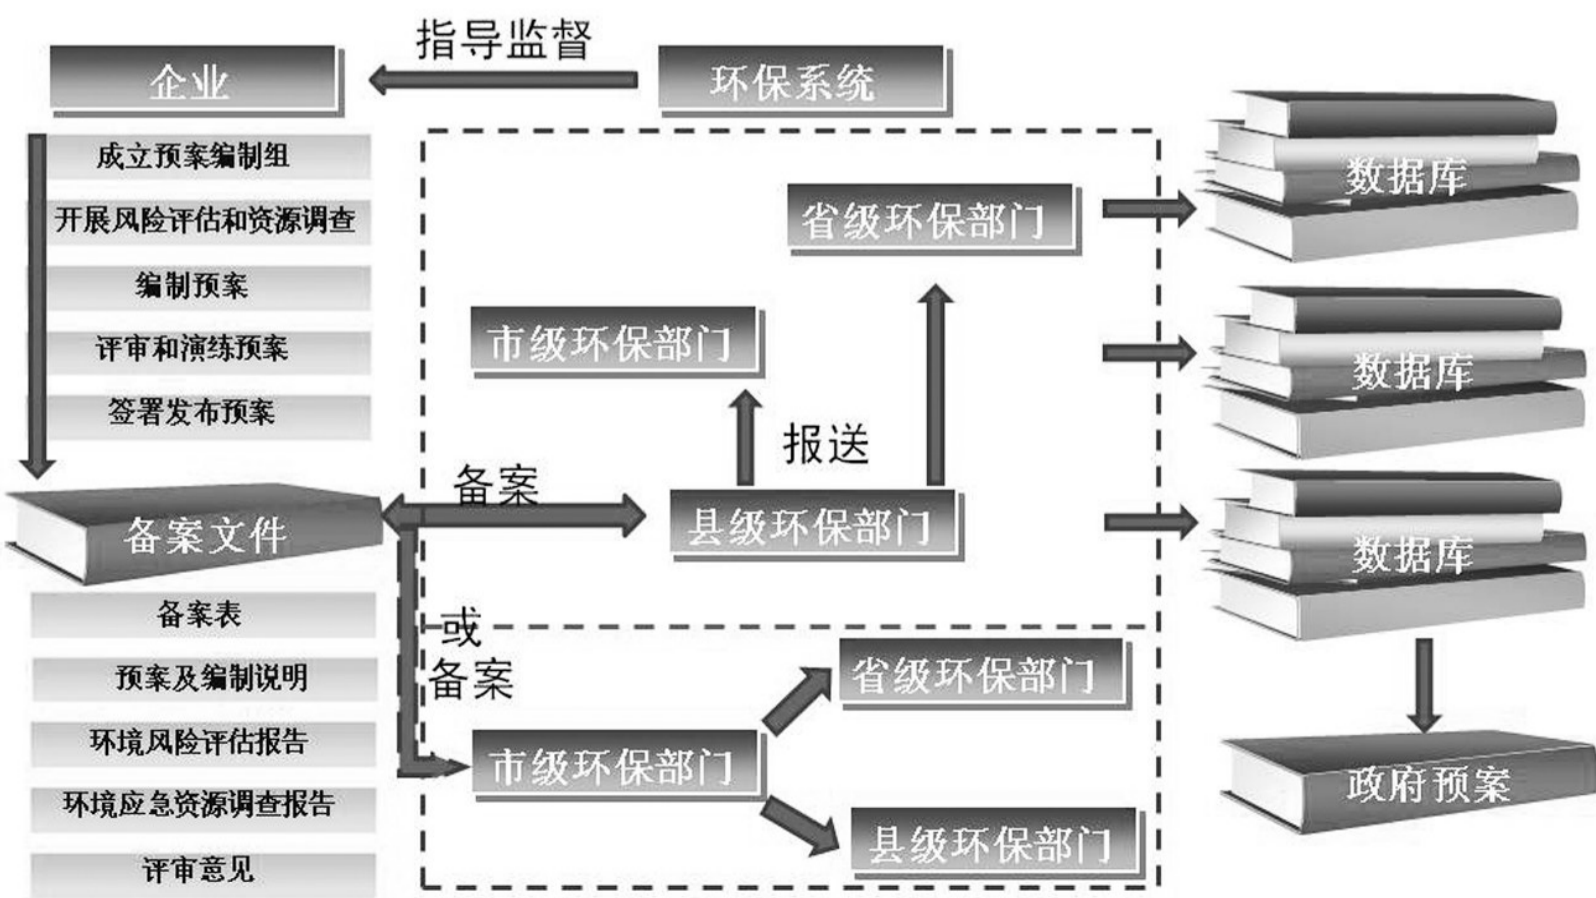 指导监督
企业
环保系统
成立预案编制组
开展风险评估和资源调查
编制预案
评审和演练预案
签署发布预案
备案文件
备案表
预案及编制说明
环境风险评估报告
环境应急资源调查报告
评审意见
备案
或
备案
省级环保部门
市级环保部门
报送
县级环保部门
省级环保部门
市级环保部门
县级环保部门
数据库
数据库
数据库
政府预案